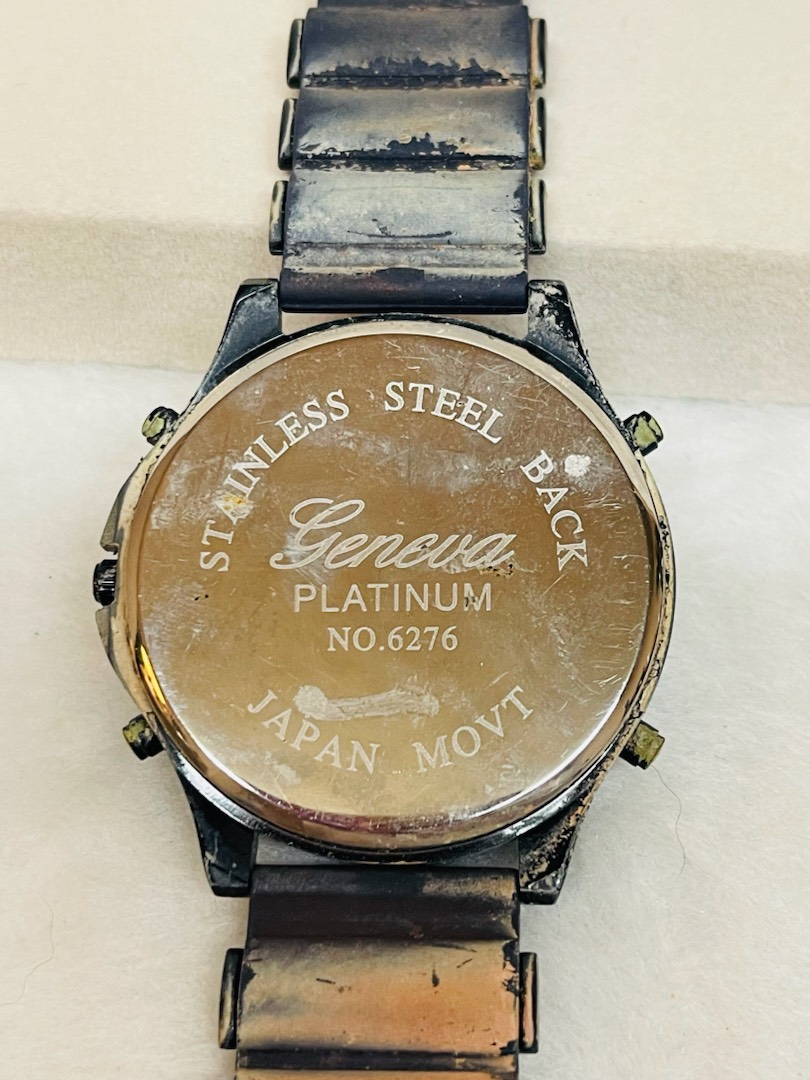 STAINLESS STEEL BACK
Geneva
PLATINUM
NO.6276
JAPAN MOVT